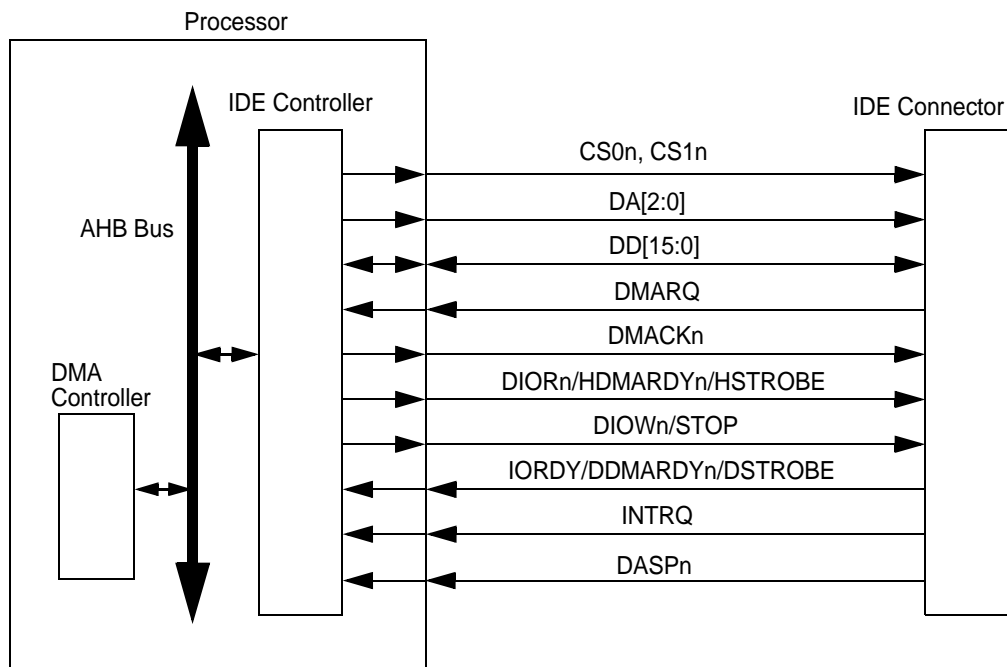 Processor
IDE Controller
IDE Connector
CS0n, CS1n
DA[2:0]
AHB Bus
DD[15:0]
DMARQ
DMACKn
DMA
Controller
DIORn/HDMARDYn/HSTROBE
DIOWn/STOP
IORDY/DDMARDYn/DSTROBE
INTRQ
DASPn